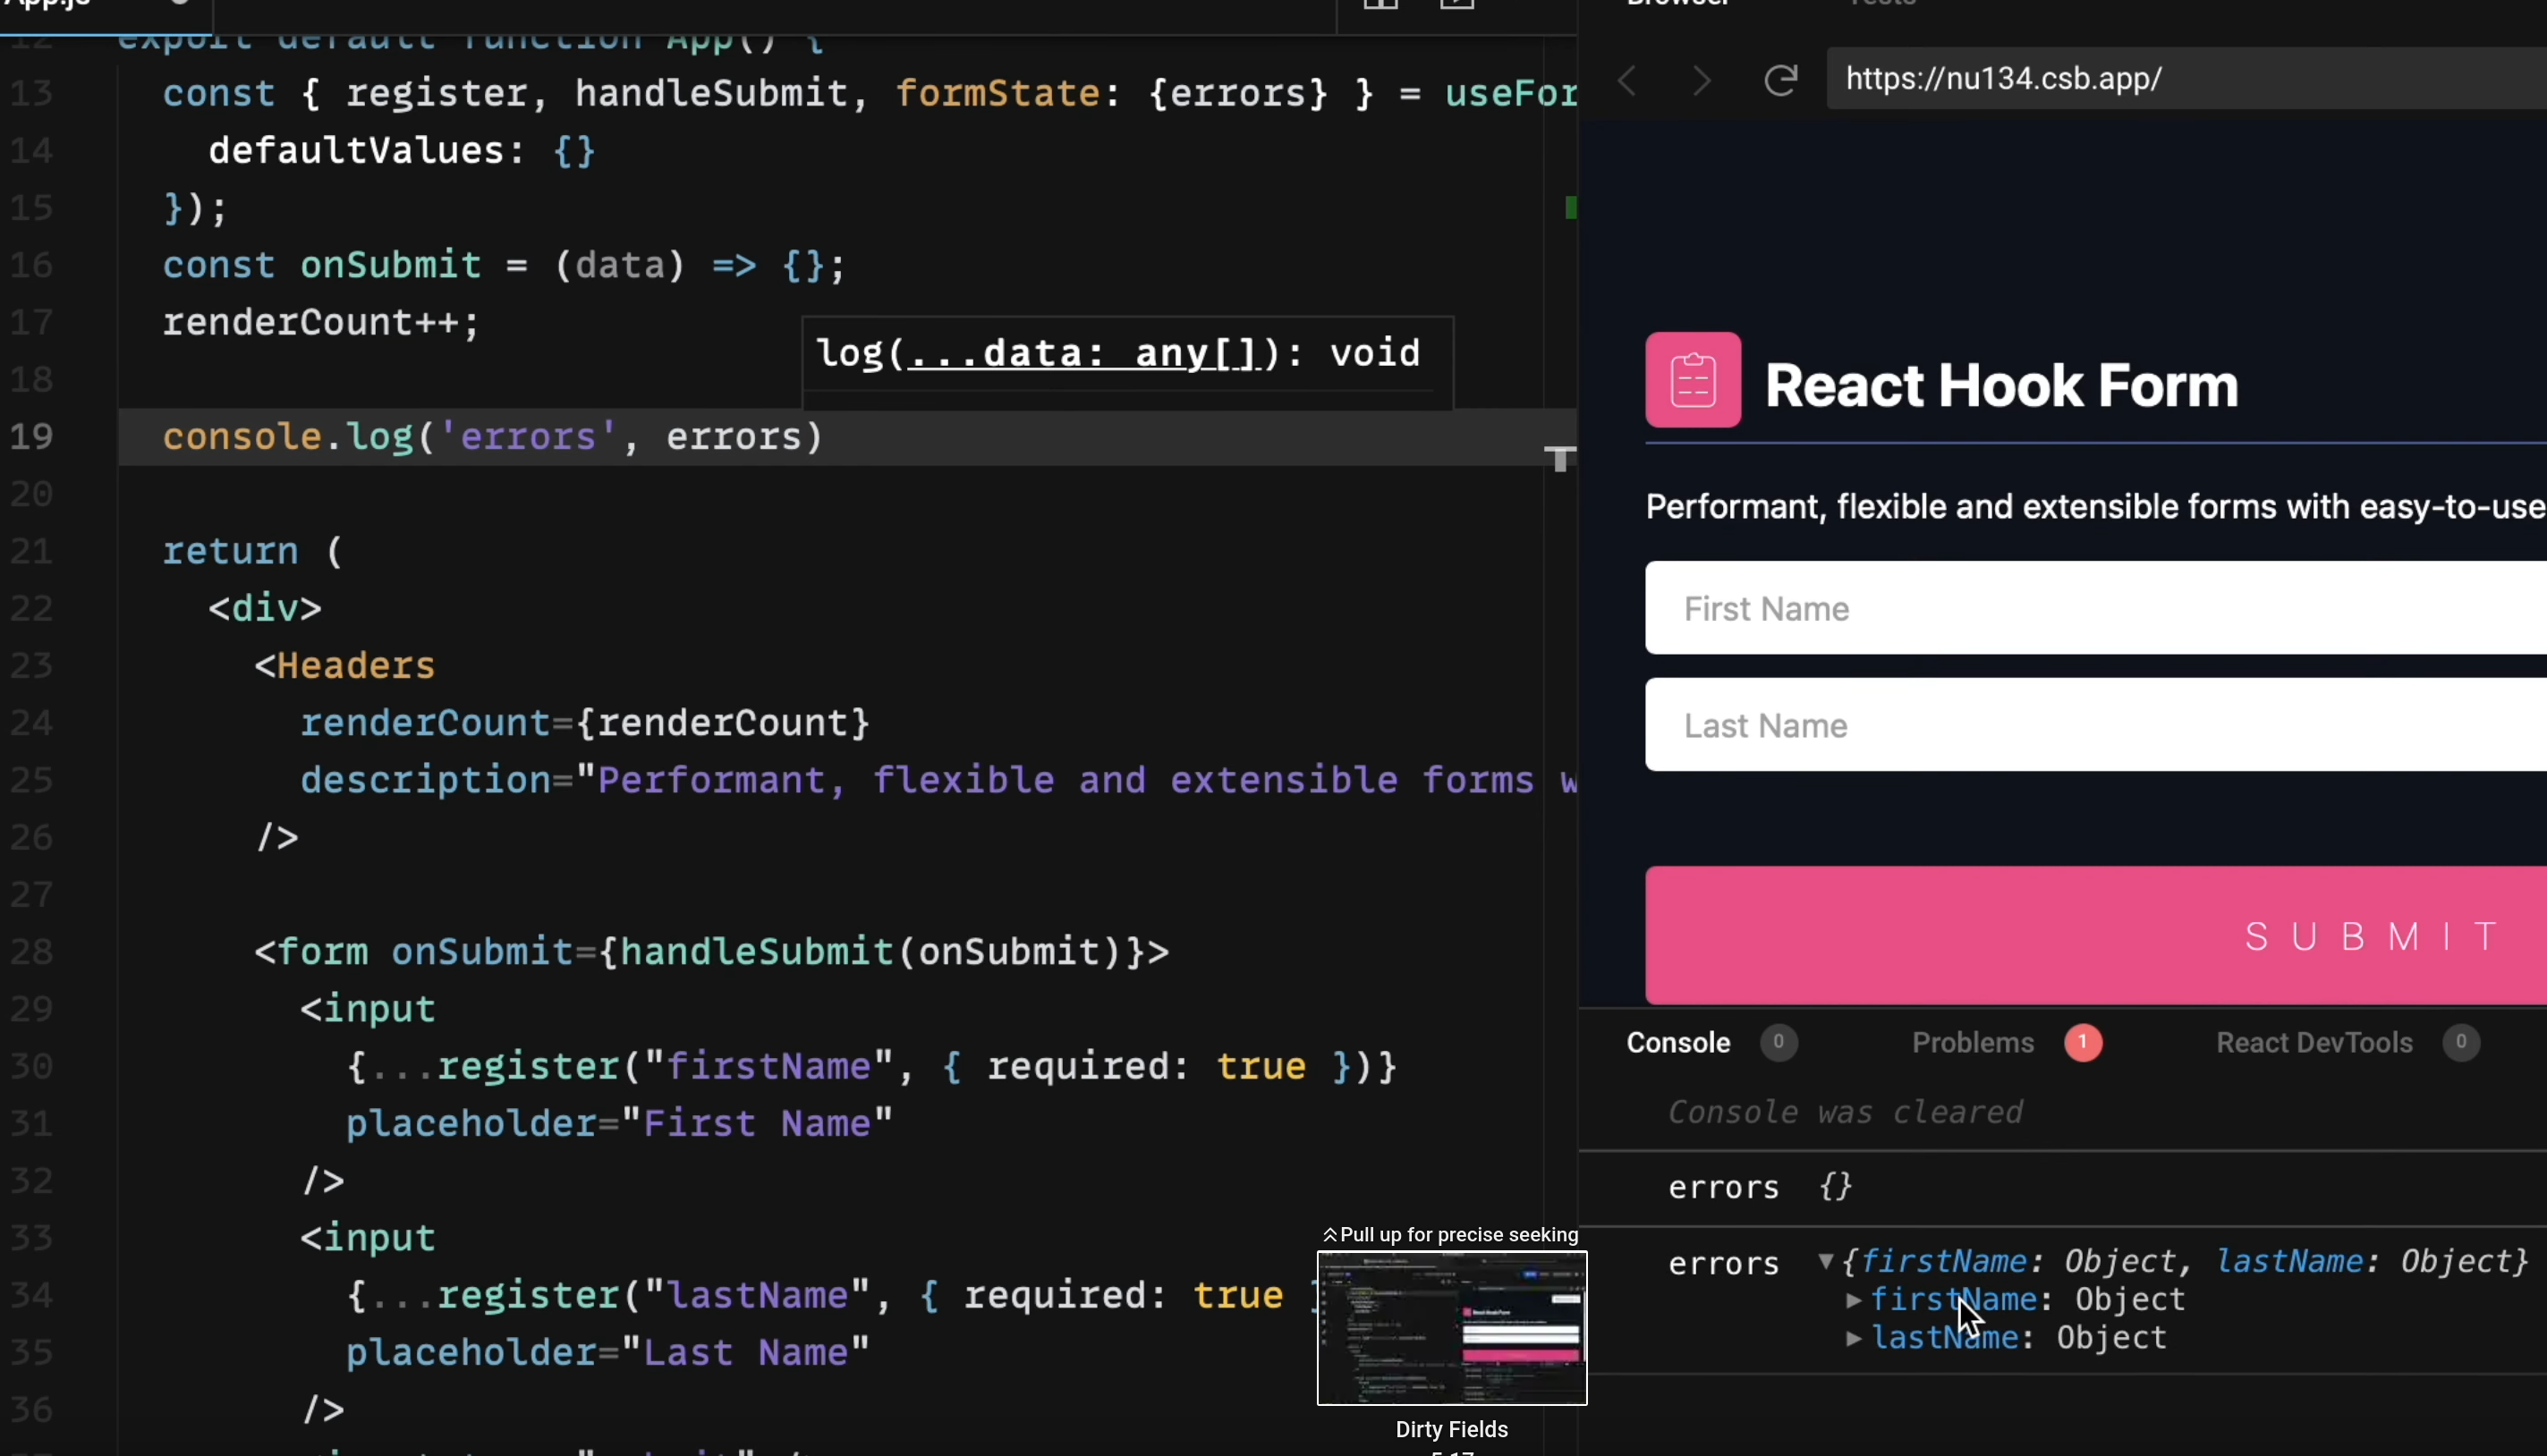 App.js
12 export default function App() {
13 const { register, handleSubmit, formState: {errors} } = useFor
14 defaultValues: {}
15 });
16 const onSubmit = (data) => {};
17 renderCount++;
log(...data: any[]): void
18
19 console.log('errors', errors)
20
21 return (
22 <div>
23 <Headers
24 renderCount={renderCount}
25 description="Performant, flexible and extensible forms w
26 />
27
28 <form onSubmit={handleSubmit(onSubmit)}>
29 <input
30 {...register("firstName", { required: true })}
31 placeholder="First Name"
32 />
33 <input
34 {...register("lastName", { required: true }
35 placeholder="Last Name"
36 />
Browser Tests
https://nu134.csb.app/
React Hook Form
Performant, flexible and extensible forms with easy-to-use
First Name
Last Name
SUBMIT
Console 0 Problems 1 React DevTools 0
Console was cleared
errors {}
errors ▼{firstName: Object, lastName: Object}
▶firstName: Object
▶lastName: Object
Pull up for precise seeking
Dirty Fields
5:17